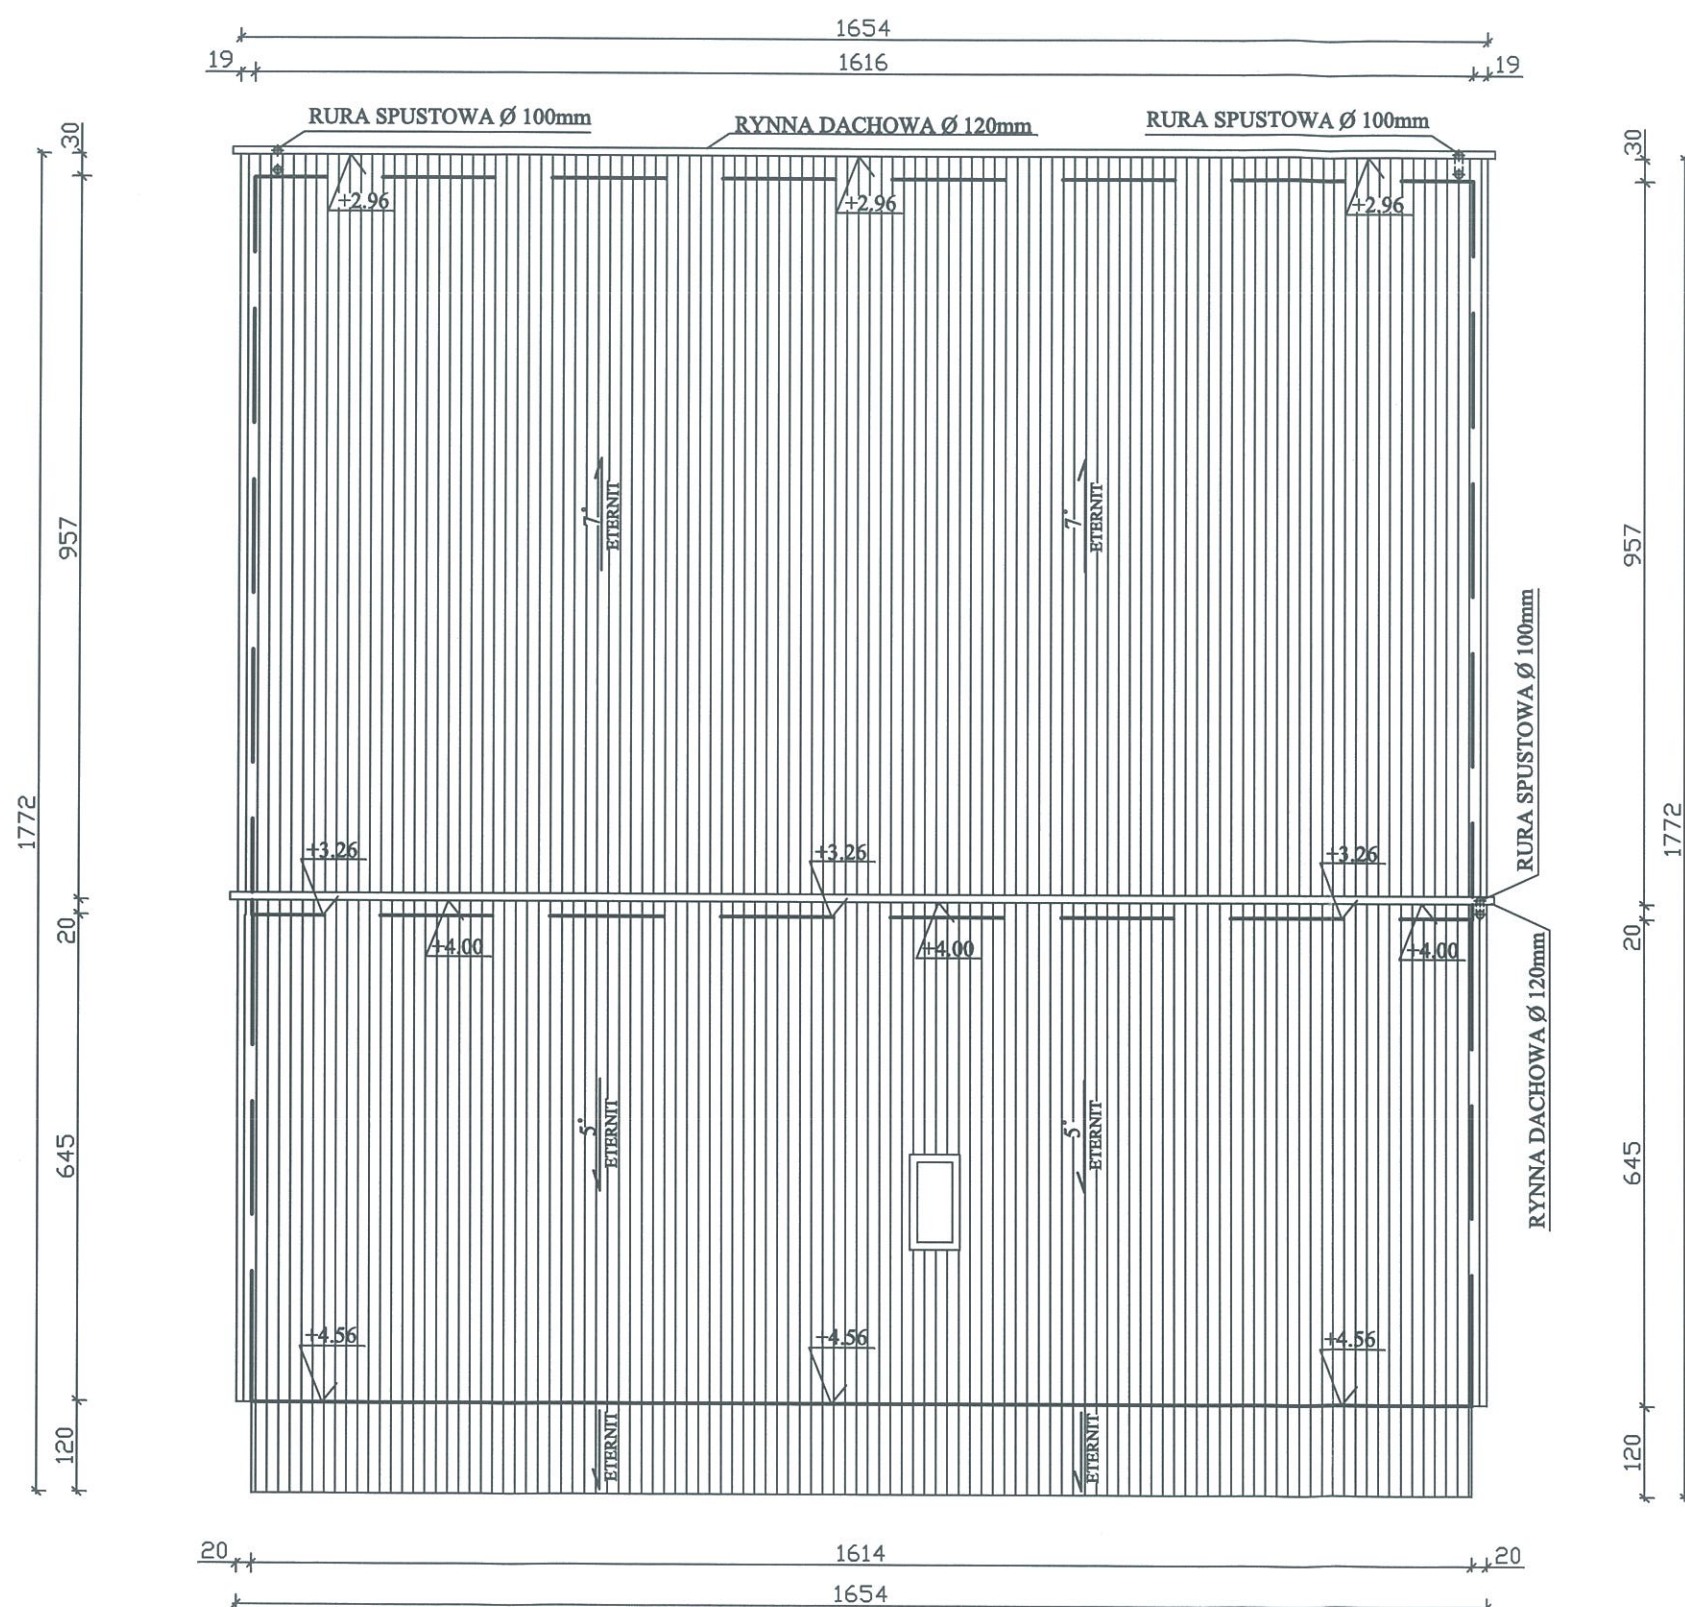 1654
19 1616 19
RURA SPUSTOWA Ø 100mm
RYNNA DACHOWA Ø 120mm
RURA SPUSTOWA Ø 100mm
30
30
+2.96
+2.96
+2.96
7°
ETERNIT
7°
ETERNIT
957
957
RURA SPUSTOWA Ø 100mm
1772
1772
+3.26
+3.26
+3.26
20
20
+4.00
+4.00
+4.00
RYNNA DACHOWA Ø 120mm
5°
ETERNIT
5°
ETERNIT
645
645
+4.56
+4.56
+4.56
120
120
ETERNIT
ETERNIT
20 1614 20
1654